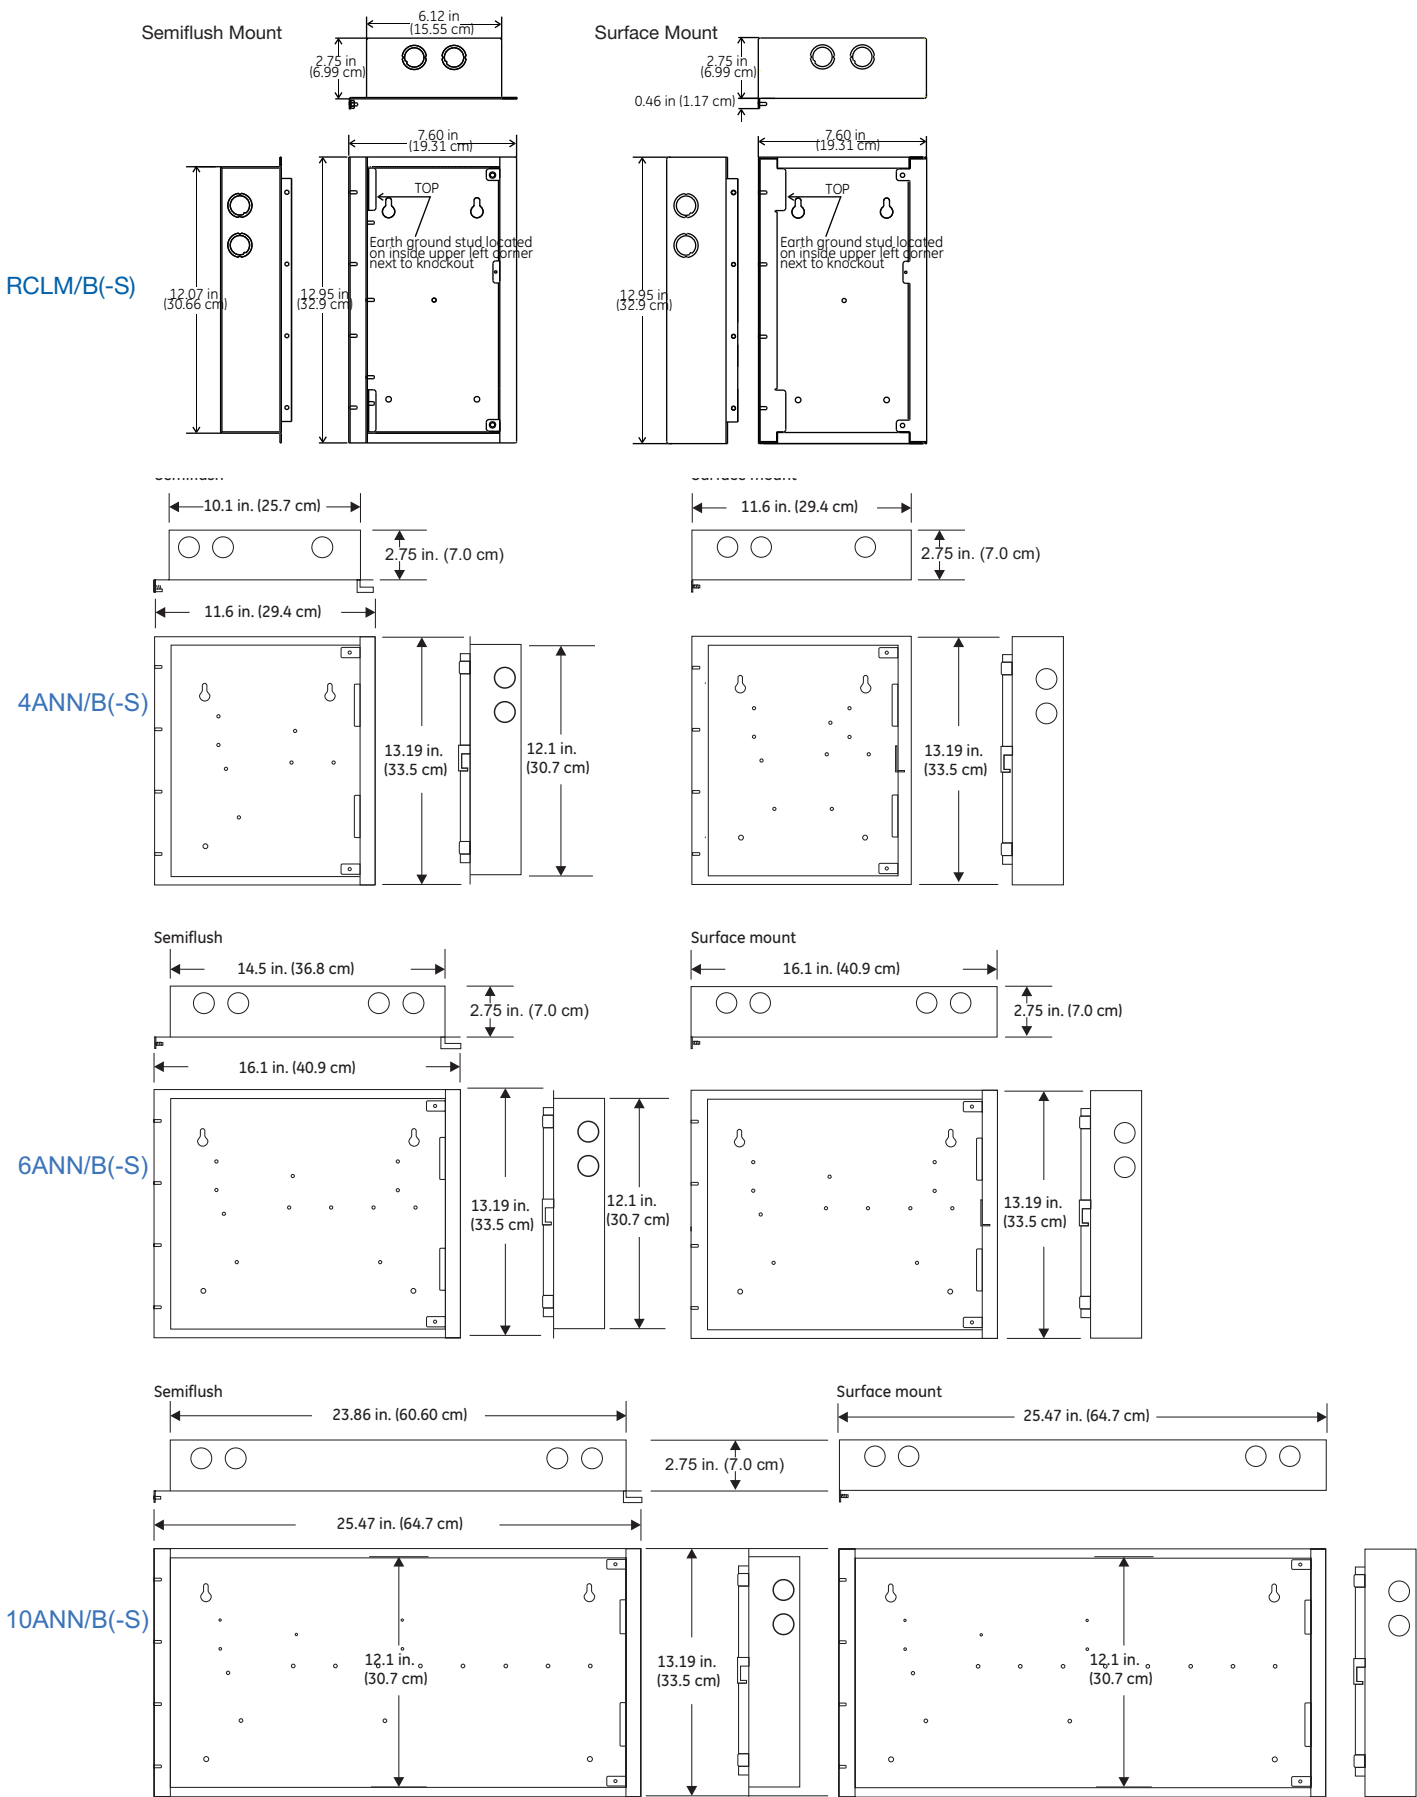 Semiflush Mount
6.12 in
(15.55 cm)
2.75 in
(6.99 cm)
Surface Mount
2.75 in
(6.99 cm)
0.46 in (1.17 cm)
7.60 in
(19.31 cm)
7.60 in
(19.31 cm)
TOP
Earth ground stud located
on inside upper left corner
next to knockout
TOP
Earth ground stud located
on inside upper left corner
next to knockout
RCLM/B(-S)
12.07 in
(30.66 cm)
12.95 in
(32.9 cm)
12.95 in
(32.9 cm)
Semiflush
Surface mount
10.1 in. (25.7 cm)
2.75 in. (7.0 cm)
11.6 in. (29.4 cm)
11.6 in. (29.4 cm)
2.75 in. (7.0 cm)
4ANN/B(-S)
13.19 in.
(33.5 cm)
12.1 in.
(30.7 cm)
13.19 in.
(33.5 cm)
Semiflush
14.5 in. (36.8 cm)
2.75 in. (7.0 cm)
16.1 in. (40.9 cm)
Surface mount
16.1 in. (40.9 cm)
2.75 in. (7.0 cm)
6ANN/B(-S)
13.19 in.
(33.5 cm)
12.1 in.
(30.7 cm)
13.19 in.
(33.5 cm)
Semiflush
23.86 in. (60.60 cm)
2.75 in. (7.0 cm)
25.47 in. (64.7 cm)
Surface mount
25.47 in. (64.7 cm)
10ANN/B(-S)
12.1 in.
(30.7 cm)
13.19 in.
(33.5 cm)
12.1 in.
(30.7 cm)